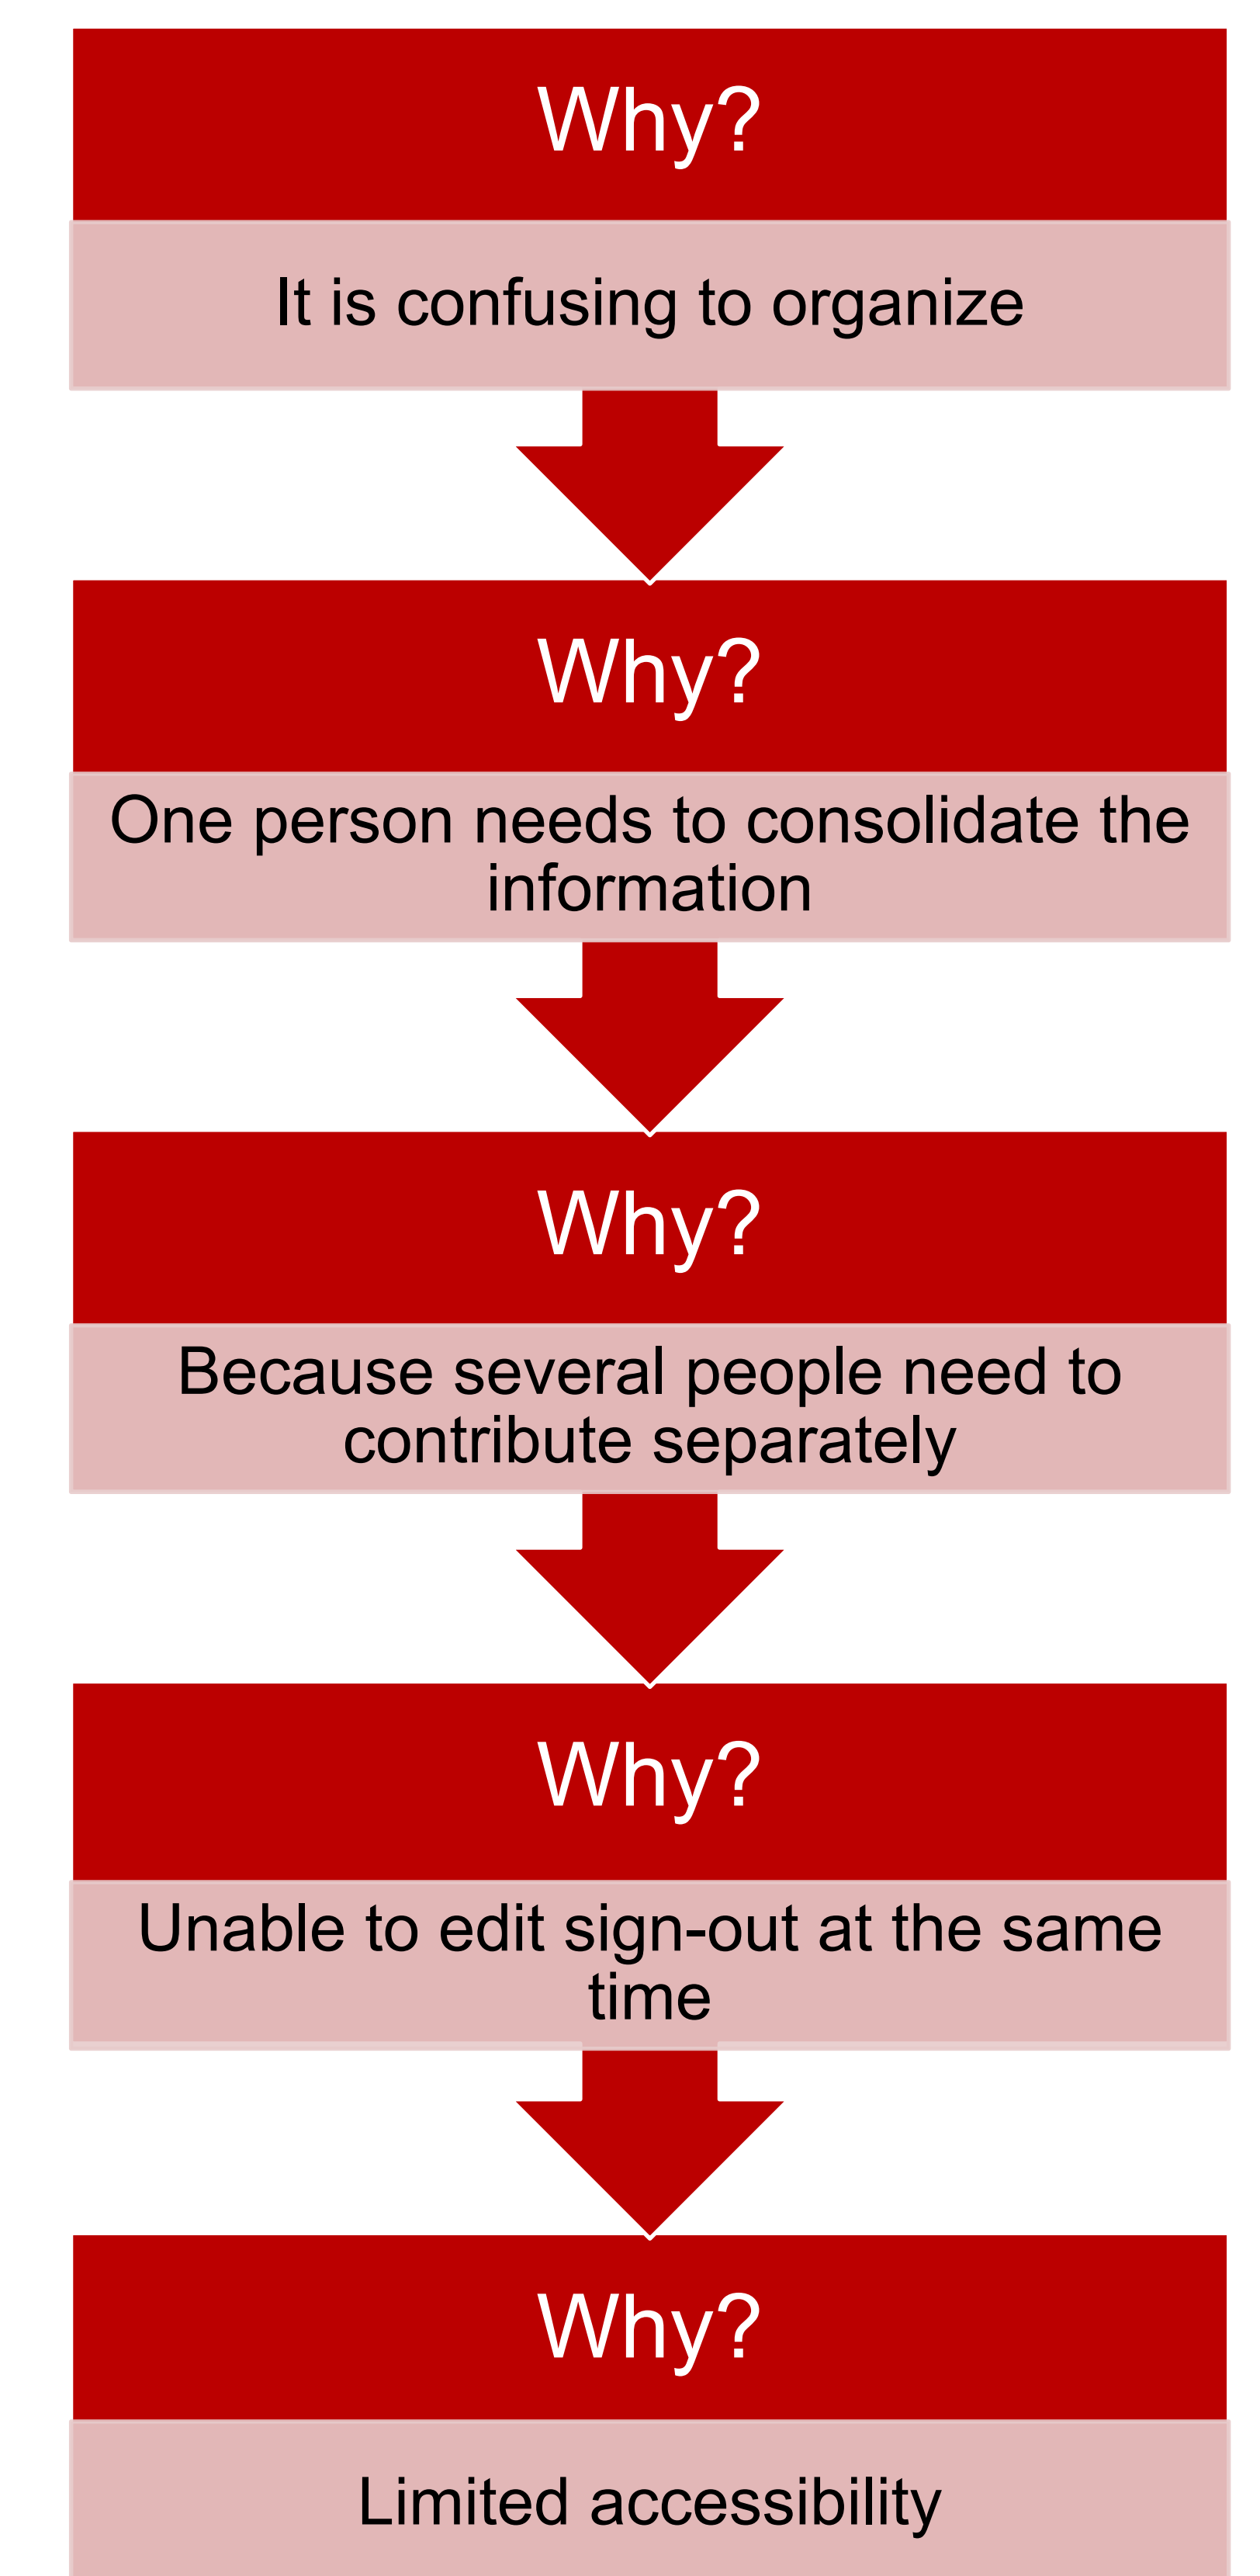 Why?
It is confusing to organize
Why?
One person needs to consolidate the
information
Why?
Because several people need to
contribute separately
Why?
Unable to edit sign-out at the same
time
Why?
Limited accessibility